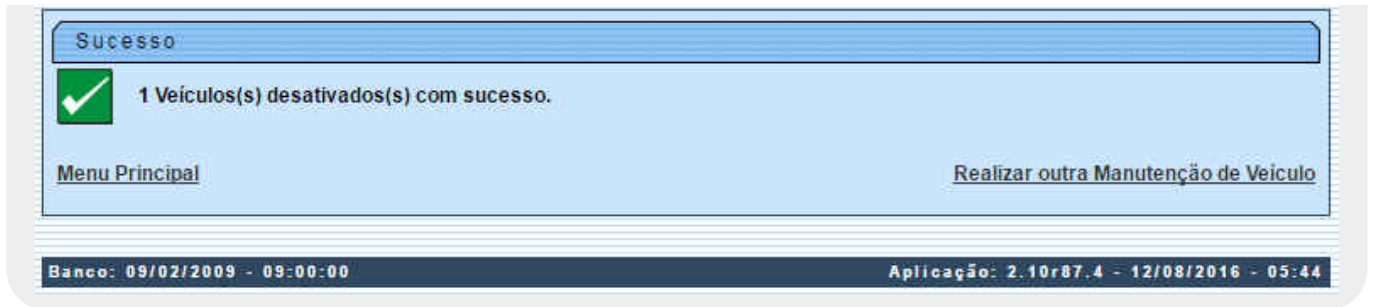 Sucesso
1 Veículos(s) desativados(s) com sucesso.
Menu Principal
Realizar outra Manutenção de Veiculo
Banco: 09/02/2009 - 09:00:00
Aplicação: 2.10r87.4 - 12/08/2016 - 05:44